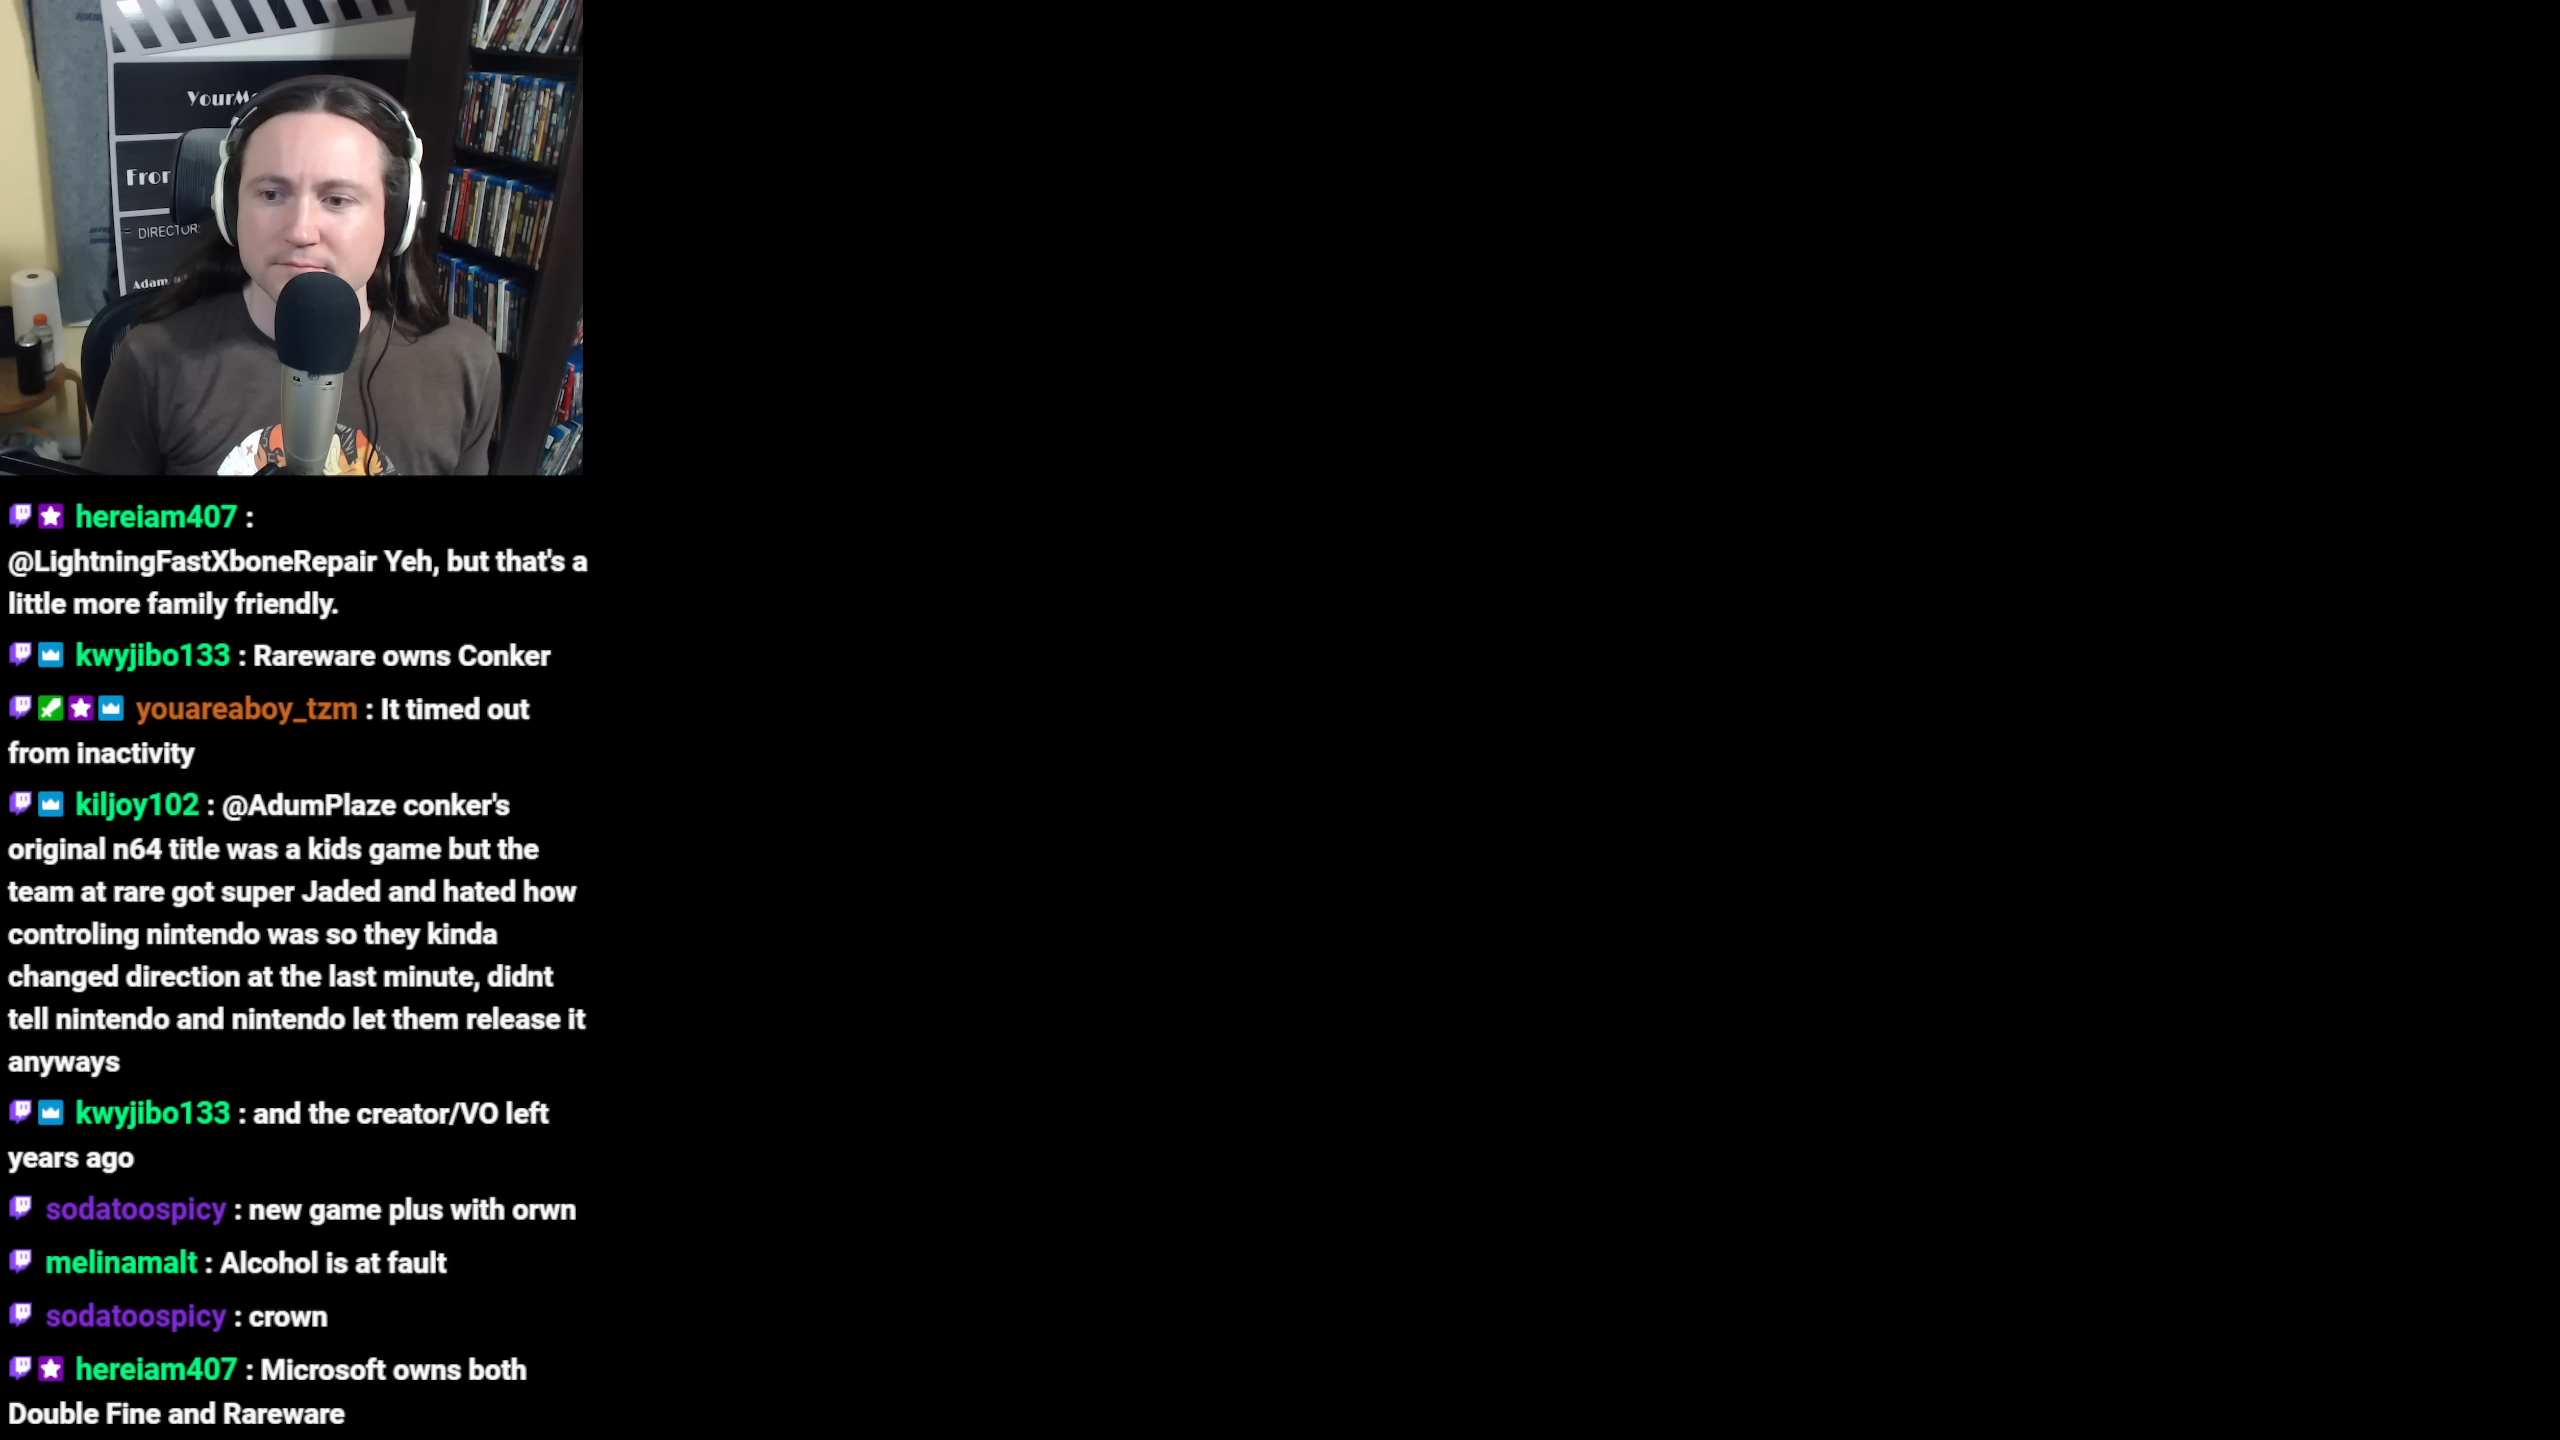 YourM
Fror
DIRECTOR:
Adam
hereiam407 :
@LightningFastXboneRepair Yeh, but that's a
little more family friendly.
kwyjibo133 : Rareware owns Conker
youareaboy_tzm : It timed out
from inactivity
kiljoy102 : @AdumPlaze conker's
original n64 title was a kids game but the
team at rare got super Jaded and hated how
controling nintendo was so they kinda
changed direction at the last minute, didnt
tell nintendo and nintendo let them release it
anyways
kwyjibo133 : and the creator/VO left
years ago
sodatoospicy : new game plus with orwn
melinamalt : Alcohol is at fault
sodatoospicy : crown
hereiam407 : Microsoft owns both
Double Fine and Rareware